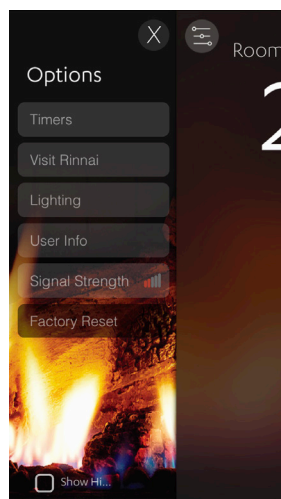 X
Room
Options
2
Timers
Visit Rinnai
Lighting
User Info
Signal Strength
Factory Reset
Show Hi...